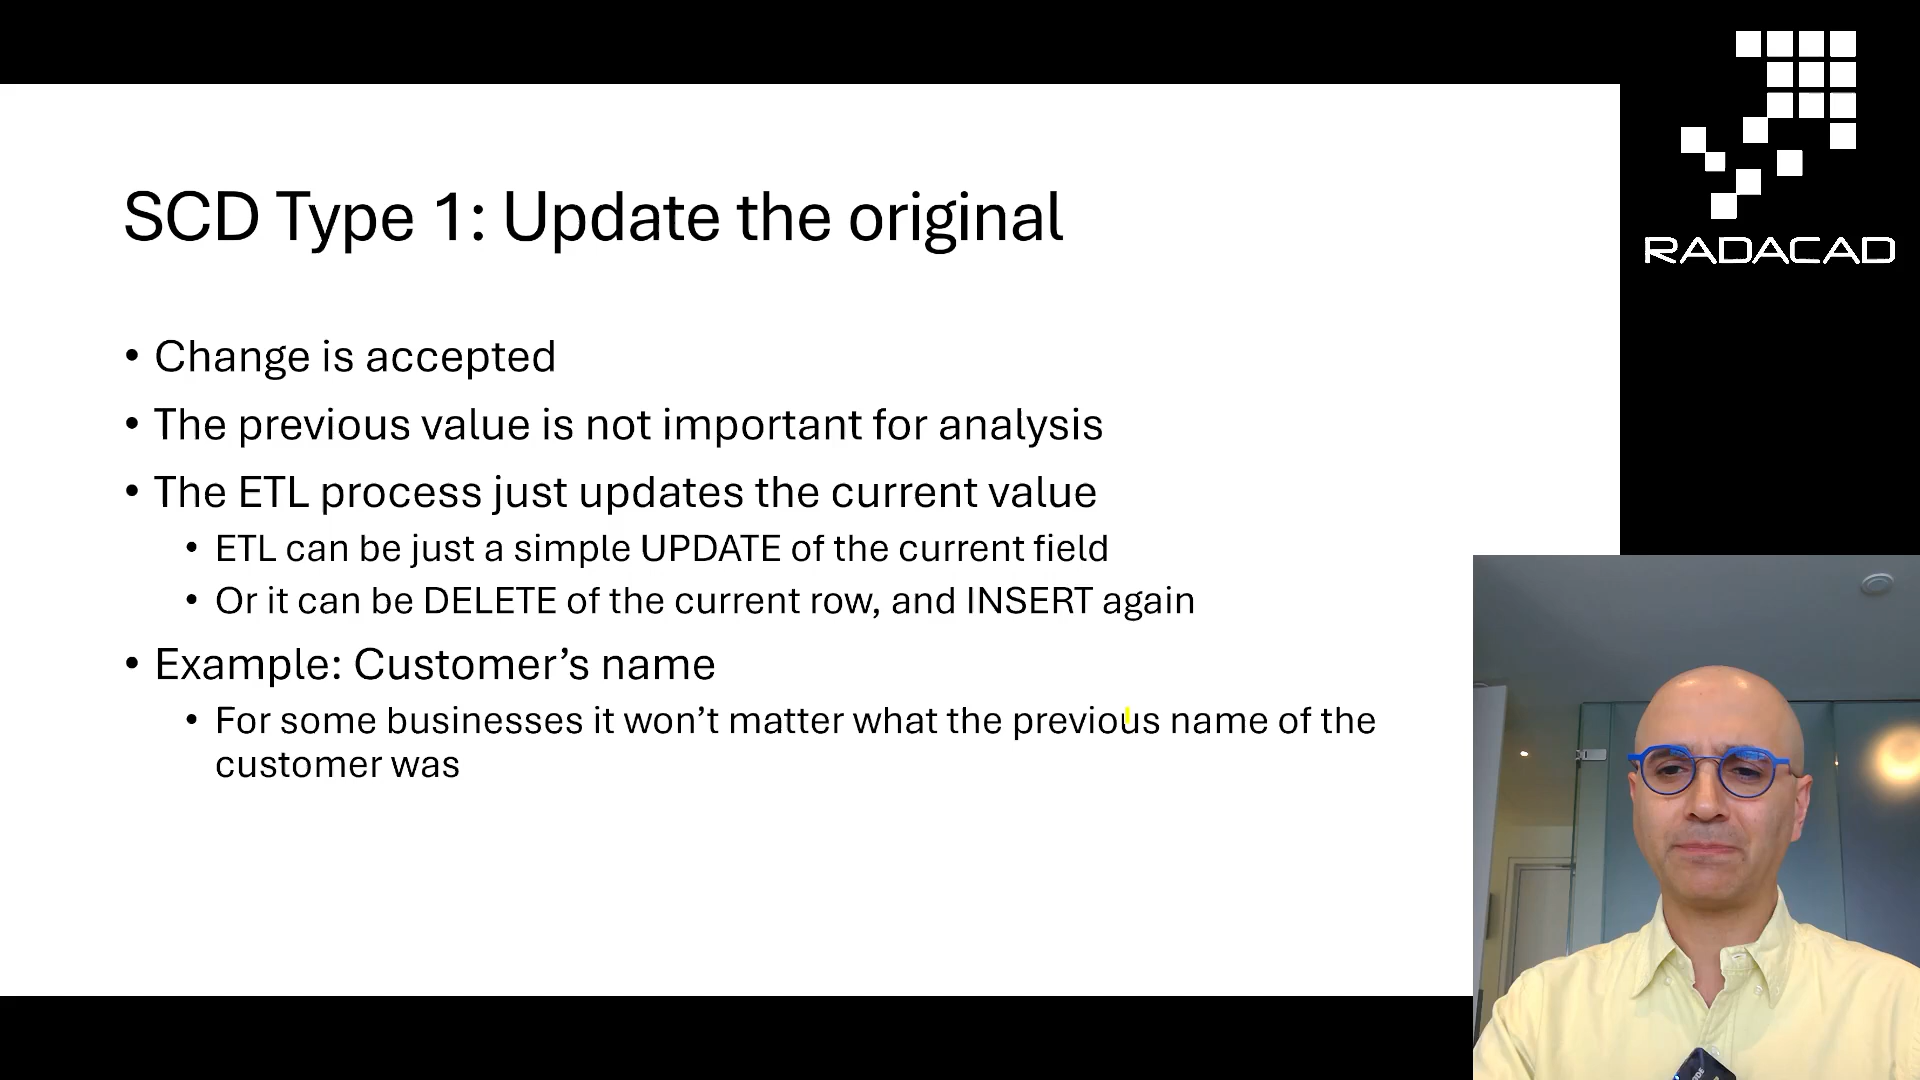 SCD Type 1: Update the original
• Change is accepted
• The previous value is not important for analysis
• The ETL process just updates the current value
• ETL can be just a simple UPDATE of the current field
• Or it can be DELETE of the current row, and INSERT again
• Example: Customer’s name
• For some businesses it won’t matter what the previous name of the
customer was
RADACAD